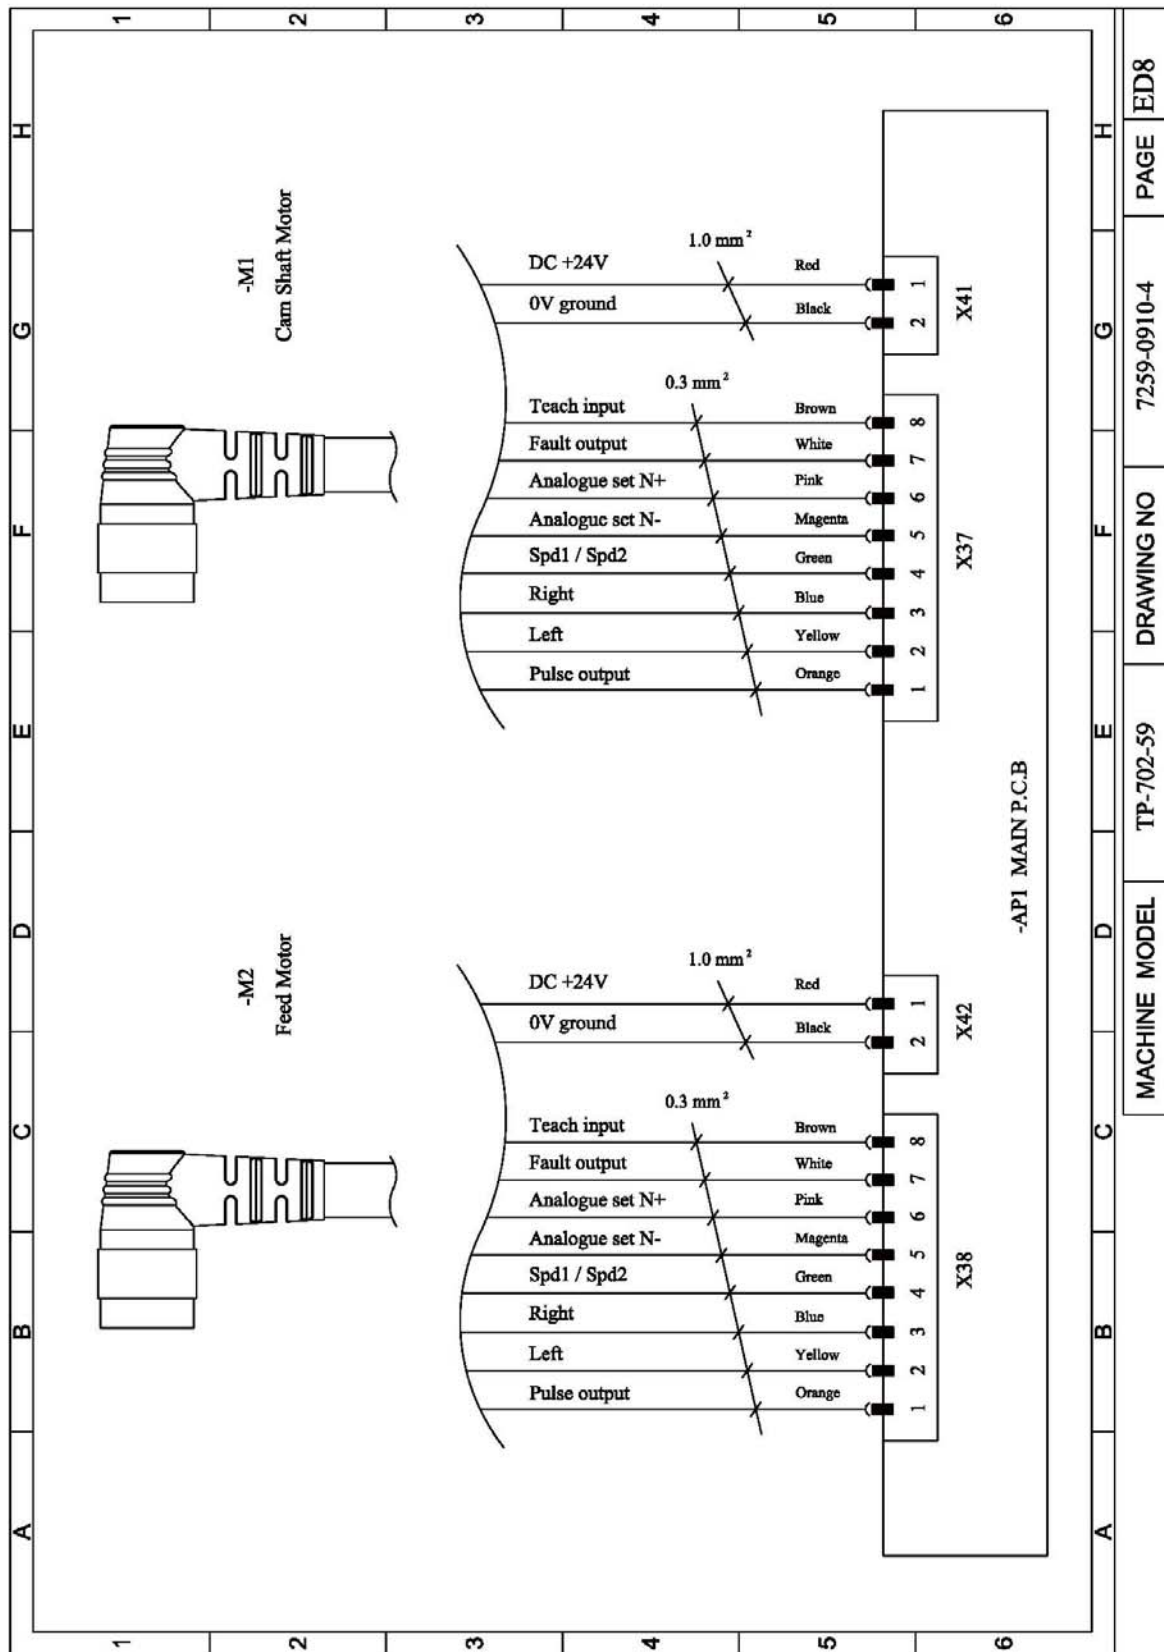 A B C D E F G H
1 1
2 2
3 3
4 4
5 5
6 6
-M2
Feed Motor
-M1
Cam Shaft Motor
Pulse output
Left
Right
Spd1 / Spd2
Analogue set N-
Analogue set N+
Fault output
Teach input
0V ground
DC +24V
0.3 mm²
1.0 mm²
Orange
Yellow
Blue
Green
Magenta
Pink
White
Brown
Black
Red
1 2 3 4 5 6 7 8
2 1
X38
X42
Pulse output
Left
Right
Spd1 / Spd2
Analogue set N-
Analogue set N+
Fault output
Teach input
0V ground
DC +24V
0.3 mm²
1.0 mm²
Orange
Yellow
Blue
Green
Magenta
Pink
White
Brown
Black
Red
1 2 3 4 5 6 7 8
2 1
X37
X41
-AP1 MAIN P.C.B
A B C D E F G H
MACHINE MODEL TP-702-59 DRAWING NO 7259-0910-4 PAGE ED8